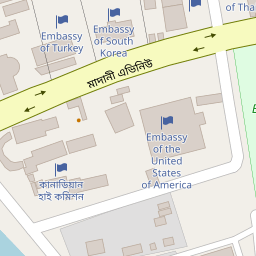 of Tha
Embassy
of Turkey
Embassy
of South
Korea
মাদানী এভিনিউ
Embassy
of the
United
States
of America
কানাডিয়ান
হাই কমিশন
E